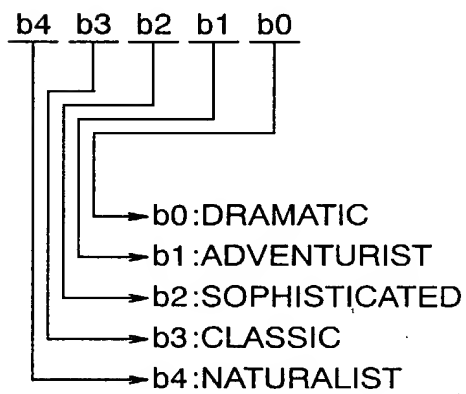 b4 b3 b2 b1 b0
b0:DRAMATIC
b1:ADVENTURIST
b2:SOPHISTICATED
b3:CLASSIC
b4:NATURALIST